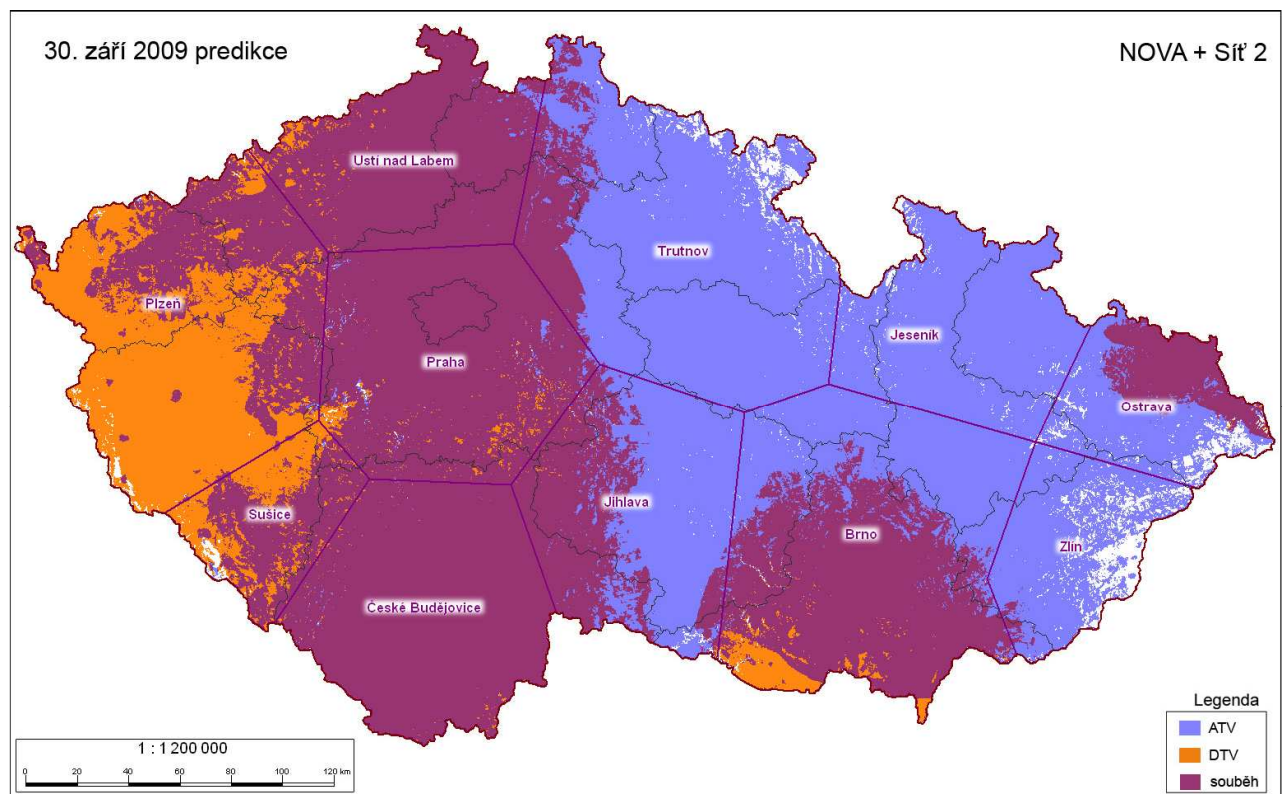 30. září 2009 predikce
NOVA + Síť 2
Ústí nad Labem
Trutnov
Plzeň
Jeseník
Praha
Ostrava
Sušice
Jihlava
Brno
Zlín
České Budějovice
Legenda
ATV
DTV
souběh
1 : 1 200 000
0 20 40 60 80 100 120 km